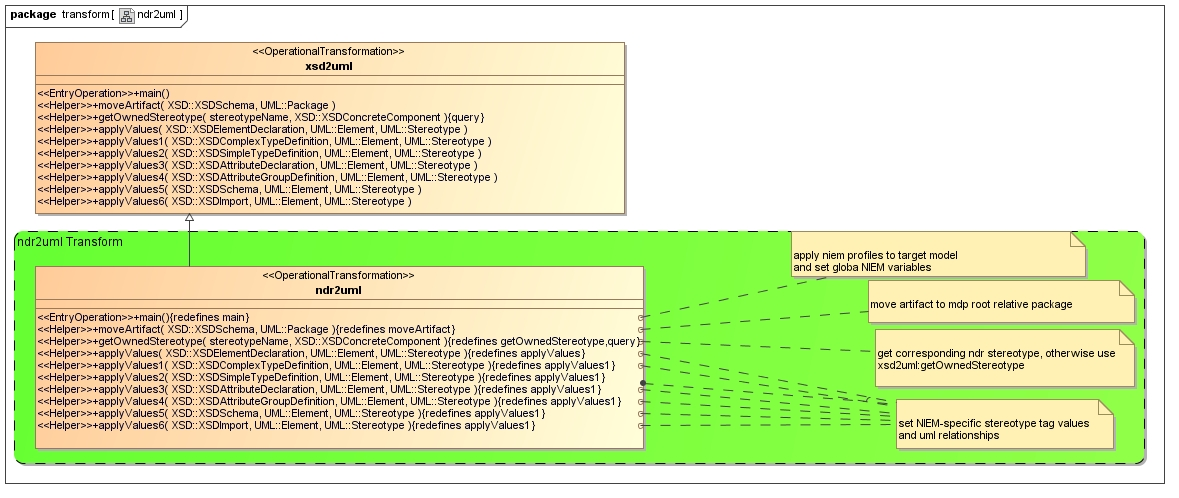 package transform[ ndr2uml ]
<<OperationalTransformation>>
xsd2uml
<<EntryOperation>>+main()
<<Helper>>+moveArtifact( XSD::XSDSchema, UML::Package )
<<Helper>>+getOwnedStereotype( stereotypeName, XSD::XSDConcreteComponent ){query}
<<Helper>>+applyValues( XSD::XSDElementDeclaration, UML::Element, UML::Stereotype )
<<Helper>>+applyValues1( XSD::XSDComplexTypeDefinition, UML::Element, UML::Stereotype )
<<Helper>>+applyValues2( XSD::XSDSimpleTypeDefinition, UML::Element, UML::Stereotype )
<<Helper>>+applyValues3( XSD::XSDAttributeDeclaration, UML::Element, UML::Stereotype )
<<Helper>>+applyValues4( XSD::XSDAttributeGroupDefinition, UML::Element, UML::Stereotype )
<<Helper>>+applyValues5( XSD::XSDSchema, UML::Element, UML::Stereotype )
<<Helper>>+applyValues6( XSD::XSDImport, UML::Element, UML::Stereotype )
ndr2uml Transform
<<OperationalTransformation>>
ndr2uml
<<EntryOperation>>+main(){redefines main}
<<Helper>>+moveArtifact( XSD::XSDSchema, UML::Package ){redefines moveArtifact}
<<Helper>>+getOwnedStereotype( stereotypeName, XSD::XSDConcreteComponent ){redefines getOwnedStereotype,query}
<<Helper>>+applyValues( XSD::XSDElementDeclaration, UML::Element, UML::Stereotype ){redefines applyValues}
<<Helper>>+applyValues1( XSD::XSDComplexTypeDefinition, UML::Element, UML::Stereotype ){redefines applyValues1}
<<Helper>>+applyValues2( XSD::XSDSimpleTypeDefinition, UML::Element, UML::Stereotype ){redefines applyValues1}
<<Helper>>+applyValues3( XSD::XSDAttributeDeclaration, UML::Element, UML::Stereotype ){redefines applyValues1}
<<Helper>>+applyValues4( XSD::XSDAttributeGroupDefinition, UML::Element, UML::Stereotype ){redefines applyValues1}
<<Helper>>+applyValues5( XSD::XSDSchema, UML::Element, UML::Stereotype ){redefines applyValues1}
<<Helper>>+applyValues6( XSD::XSDImport, UML::Element, UML::Stereotype ){redefines applyValues1}
apply niem profiles to target model
and set globa NIEM variables
move artifact to mdp root relative package
get corresponding ndr stereotype, otherwise use
xsd2uml:getOwnedStereotype
set NIEM-specific stereotype tag values
and uml relationships